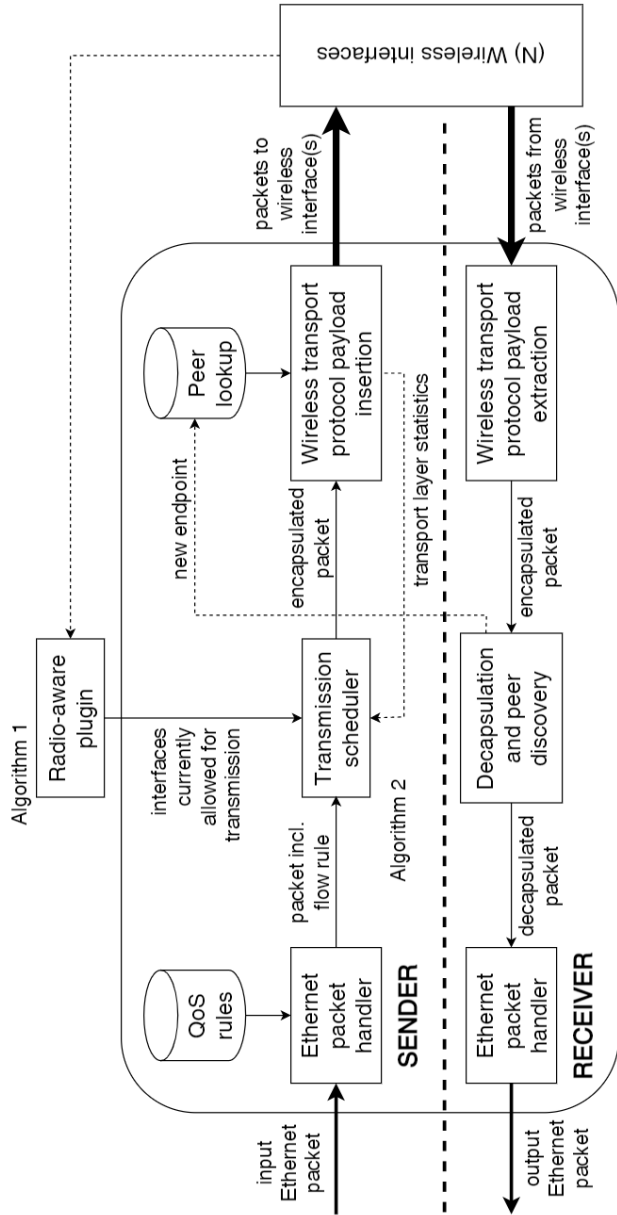 Algorithm 1
Radio-aware
plugin
(N) Wireless interfaces
interfaces
currently
allowed for
transmission
QoS
rules
Peer
lookup
new endpoint
packets to
wireless
interface(s)
input
Ethernet
packet
Ethernet
packet
handler
packet incl.
flow rule
Transmission
scheduler
encapsulated
packet
Wireless transport
protocol payload
insertion
SENDER
Algorithm 2
transport layer statistics
output
Ethernet
packet
Ethernet
packet
handler
decapsulated
packet
Decapsulation
and peer
discovery
encapsulated
packet
Wireless transport
protocol payload
extraction
packets from
wireless
interface(s)
RECEIVER